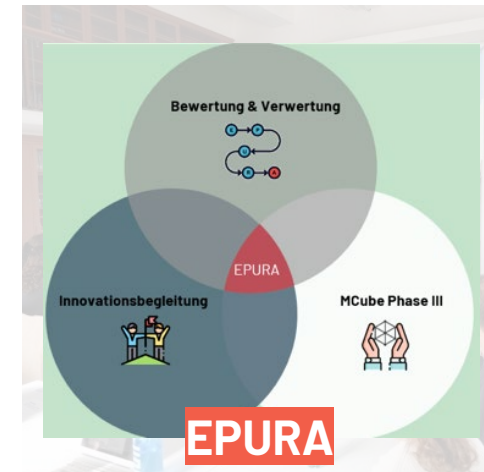 Bewertung & Verwertung
E P
U
R A
EPURA
Innovationsbegleitung
MCube Phase III
EPURA